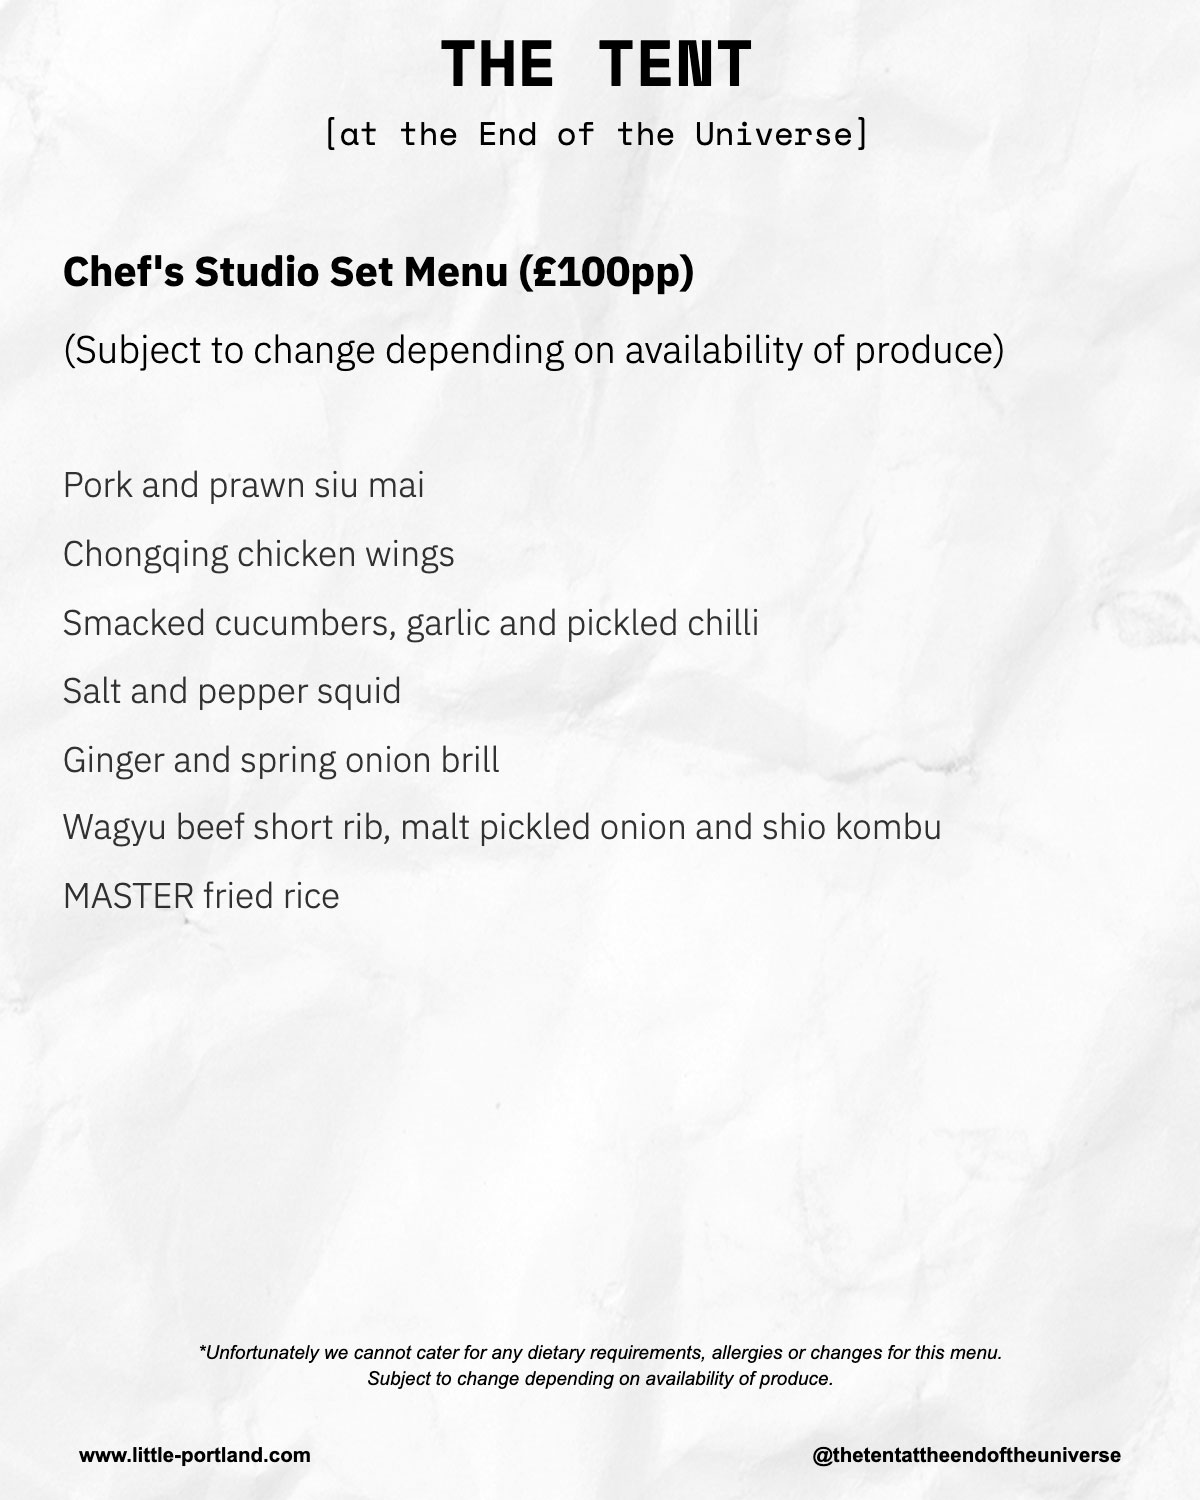 THE TENT
[at the End of the Universe]
Chef's Studio Set Menu (£100pp)
(Subject to change depending on availability of produce)
Pork and prawn siu mai
Chongqing chicken wings
Smacked cucumbers, garlic and pickled chilli
Salt and pepper squid
Ginger and spring onion brill
Wagyu beef short rib, malt pickled onion and shio kombu
MASTER fried rice
*Unfortunately we cannot cater for any dietary requirements, allergies or changes for this menu.
Subject to change depending on availability of produce.
www.little-portland.com
@thetentattheendoftheuniverse